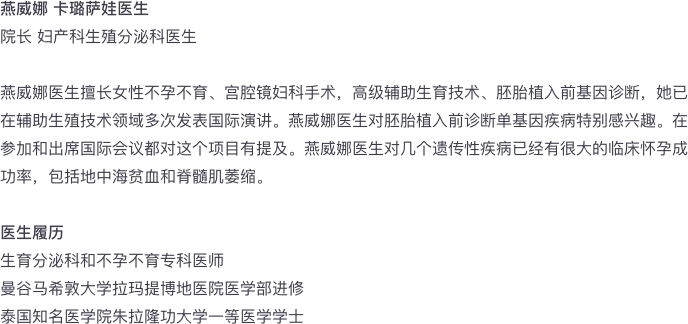 燕威娜 卡璐萨娃医生
院长 妇产科生殖分泌科医生
燕威娜医生擅长女性不孕不育、宫腔镜妇科手术，高级辅助生育技术、胚胎植入前基因诊断，她已
在辅助生殖技术领域多次发表国际演讲。燕威娜医生对胚胎植入前诊断单基因疾病特别感兴趣。在
参加和出席国际会议都对这个项目有提及。燕威娜医生对几个遗传性疾病已经有很大的临床怀孕成
功率，包括地中海贫血和脊髓肌萎缩。
医生履历
生育分泌科和不孕不育专科医师
曼谷马希敦大学拉玛提博地医院医学部进修
泰国知名医学院朱拉隆功大学一等医学学士